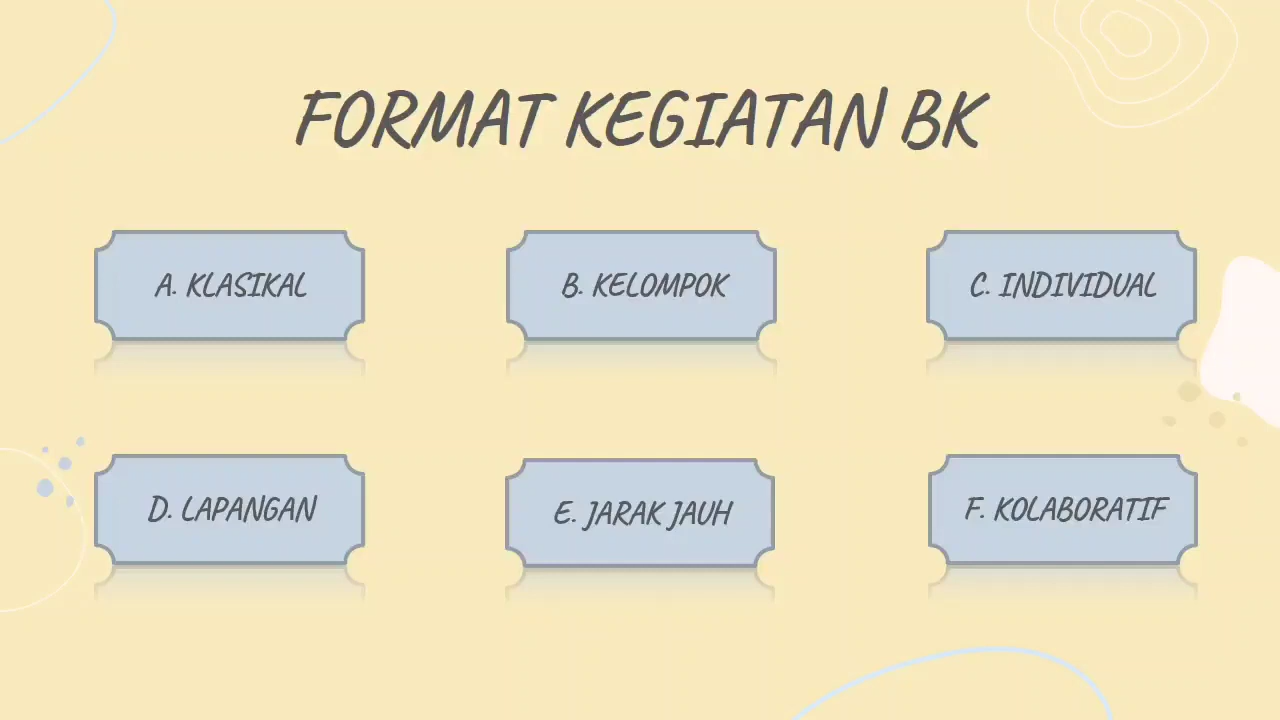 FORMAT KEGIATAN BK
A. KLASIKAL
B. KELOMPOK
C. INDIVIDUAL
D. LAPANGAN
E. JARAK JAUH
F. KOLABORATIF